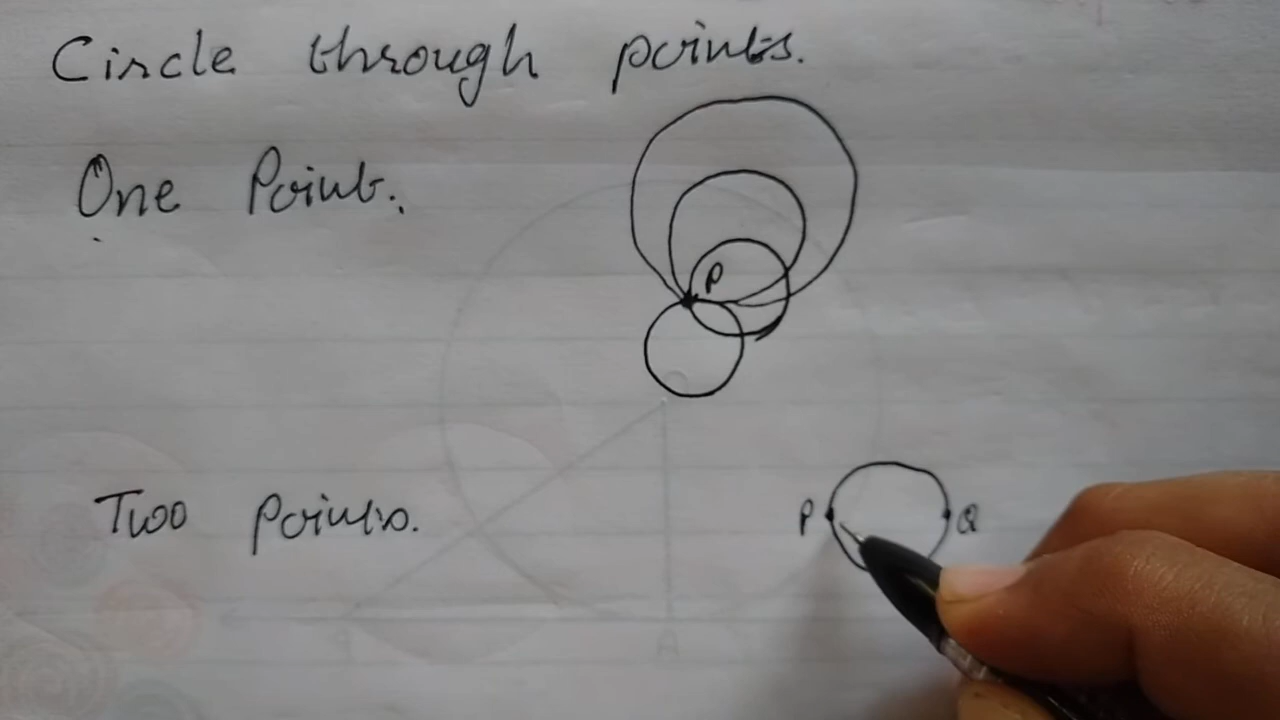 Circle through points.
One Point.
P
Two points.
P Q